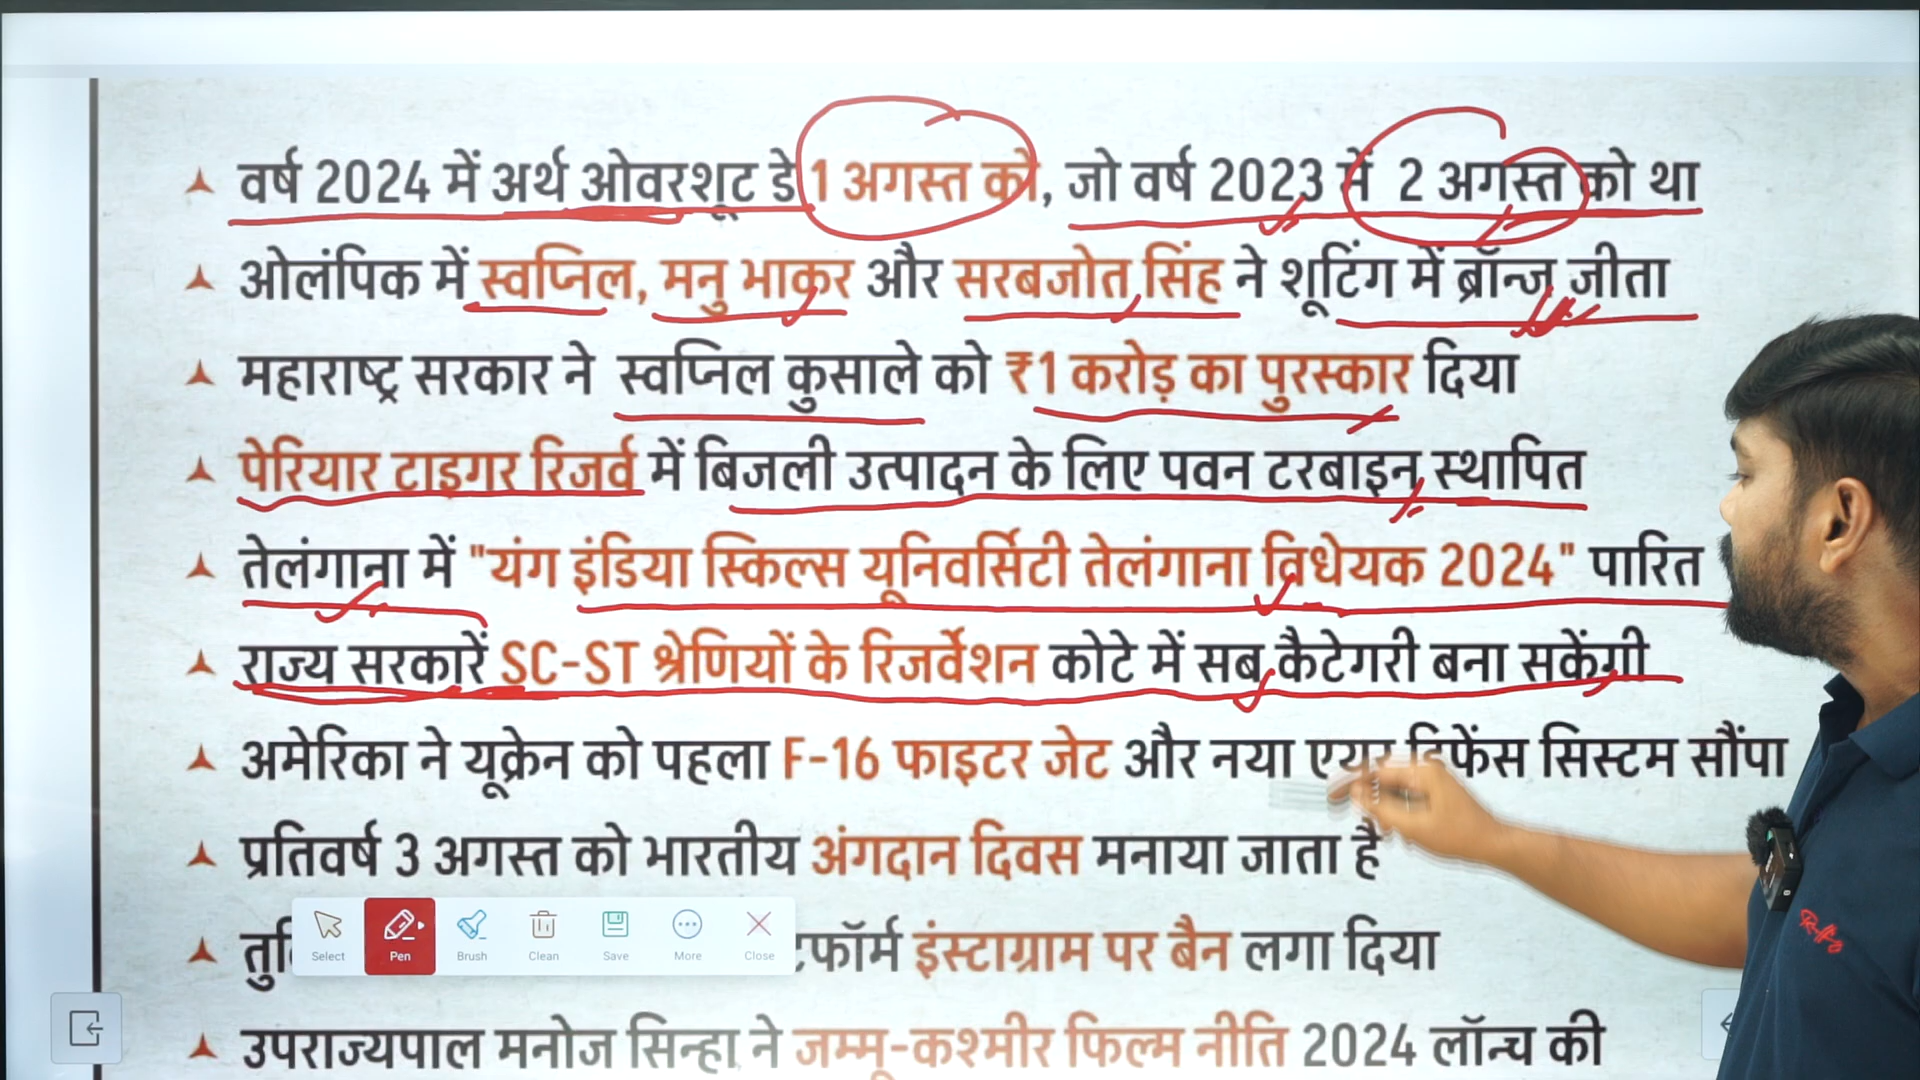 वर्ष 2024 में अर्थ ओवरशूट डे 1 अगस्त को, जो वर्ष 2023 में 2 अगस्त को था
ओलंपिक में स्वप्निल, मनु भाकर और सरबजोत सिंह ने शूटिंग में ब्रॉन्ज जीता
महाराष्ट्र सरकार ने स्वप्निल कुसाले को ₹1 करोड़ का पुरस्कार दिया
पेरियार टाइगर रिजर्व में बिजली उत्पादन के लिए पवन टरबाइन स्थापित
तेलंगाना में "यंग इंडिया स्किल्स यूनिवर्सिटी तेलंगाना विधेयक 2024" पारित
राज्य सरकारें SC-ST श्रेणियों के रिजर्वेशन कोटे में सब कैटेगरी बना सकेंगी
अमेरिका ने यूक्रेन को पहला F-16 फाइटर जेट और नया एयर डिफेंस सिस्टम सौंपा
प्रतिवर्ष 3 अगस्त को भारतीय अंगदान दिवस मनाया जाता है
इंस्टाग्राम पर बैन लगा दिया
Select Pen Brush Clean Save More Close
उपराज्यपाल मनोज सिन्हा ने जम्मू-कश्मीर फिल्म नीति 2024 लॉन्च की